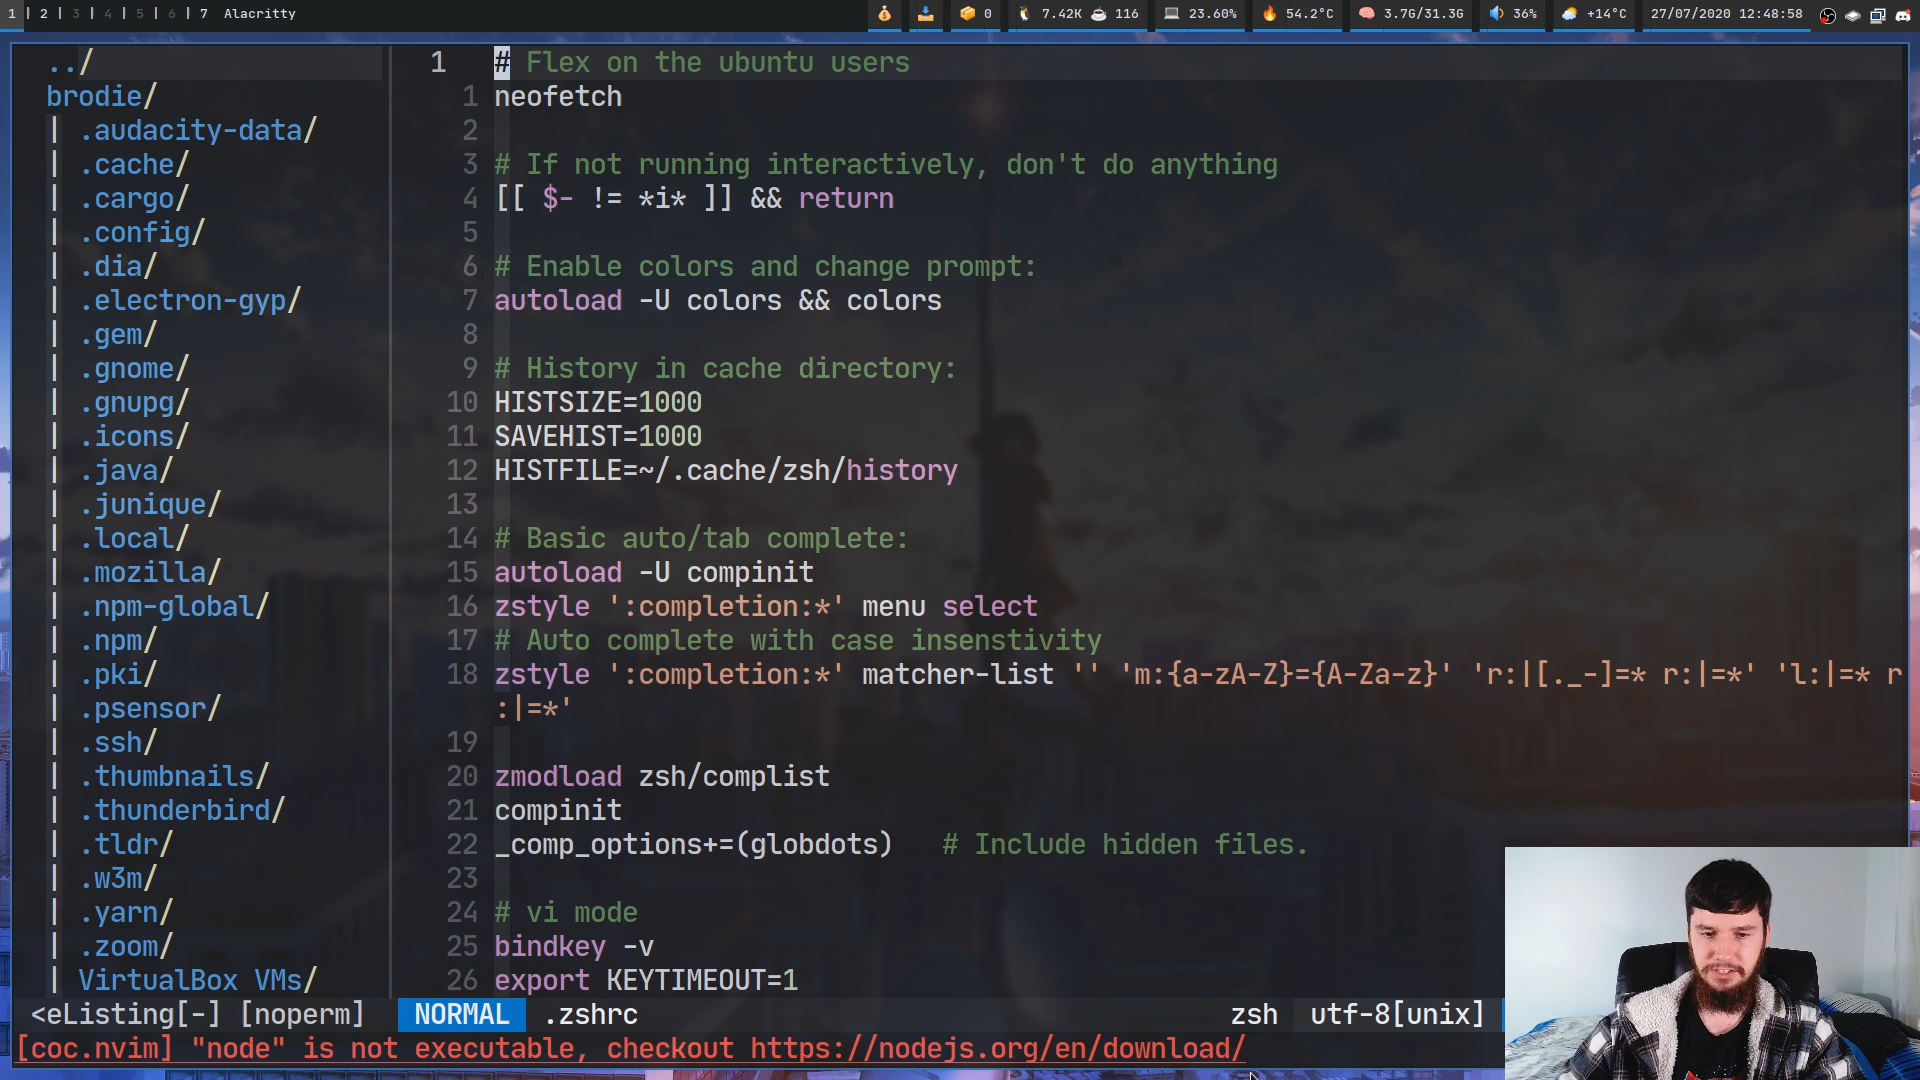 1 | 2 | 3 | 4 | 5 | 6 | 7 Alacritty 0 7.42K 116 23.60% 54.2°C 3.7G/31.3G 36% +14°C 27/07/2020 12:48:58
../
brodie/
| .audacity-data/
| .cache/
| .cargo/
| .config/
| .dia/
| .electron-gyp/
| .gem/
| .gnome/
| .gnupg/
| .icons/
| .java/
| .junique/
| .local/
| .mozilla/
| .npm-global/
| .npm/
| .pki/
| .psensor/
| .ssh/
| .thumbnails/
| .thunderbird/
| .tldr/
| .w3m/
| .yarn/
| .zoom/
| VirtualBox VMs/
1 # Flex on the ubuntu users
1 neofetch
2
3 # If not running interactively, don't do anything
4 [[ $- != *i* ]] && return
5
6 # Enable colors and change prompt:
7 autoload -U colors && colors
8
9 # History in cache directory:
10 HISTSIZE=1000
11 SAVEHIST=1000
12 HISTFILE=~/.cache/zsh/history
13
14 # Basic auto/tab complete:
15 autoload -U compinit
16 zstyle ':completion:*' menu select
17 # Auto complete with case insenstivity
18 zstyle ':completion:*' matcher-list '' 'm:{a-zA-Z}={A-Za-z}' 'r:|[._-]=* r:|=*' 'l:|=* r
:|=*'
19
20 zmodload zsh/complist
21 compinit
22 _comp_options+=(globdots) # Include hidden files.
23
24 # vi mode
25 bindkey -v
26 export KEYTIMEOUT=1
<eListing[-] [noperm] NORMAL .zshrc zsh utf-8[unix]
[coc.nvim] "node" is not executable, checkout https://nodejs.org/en/download/